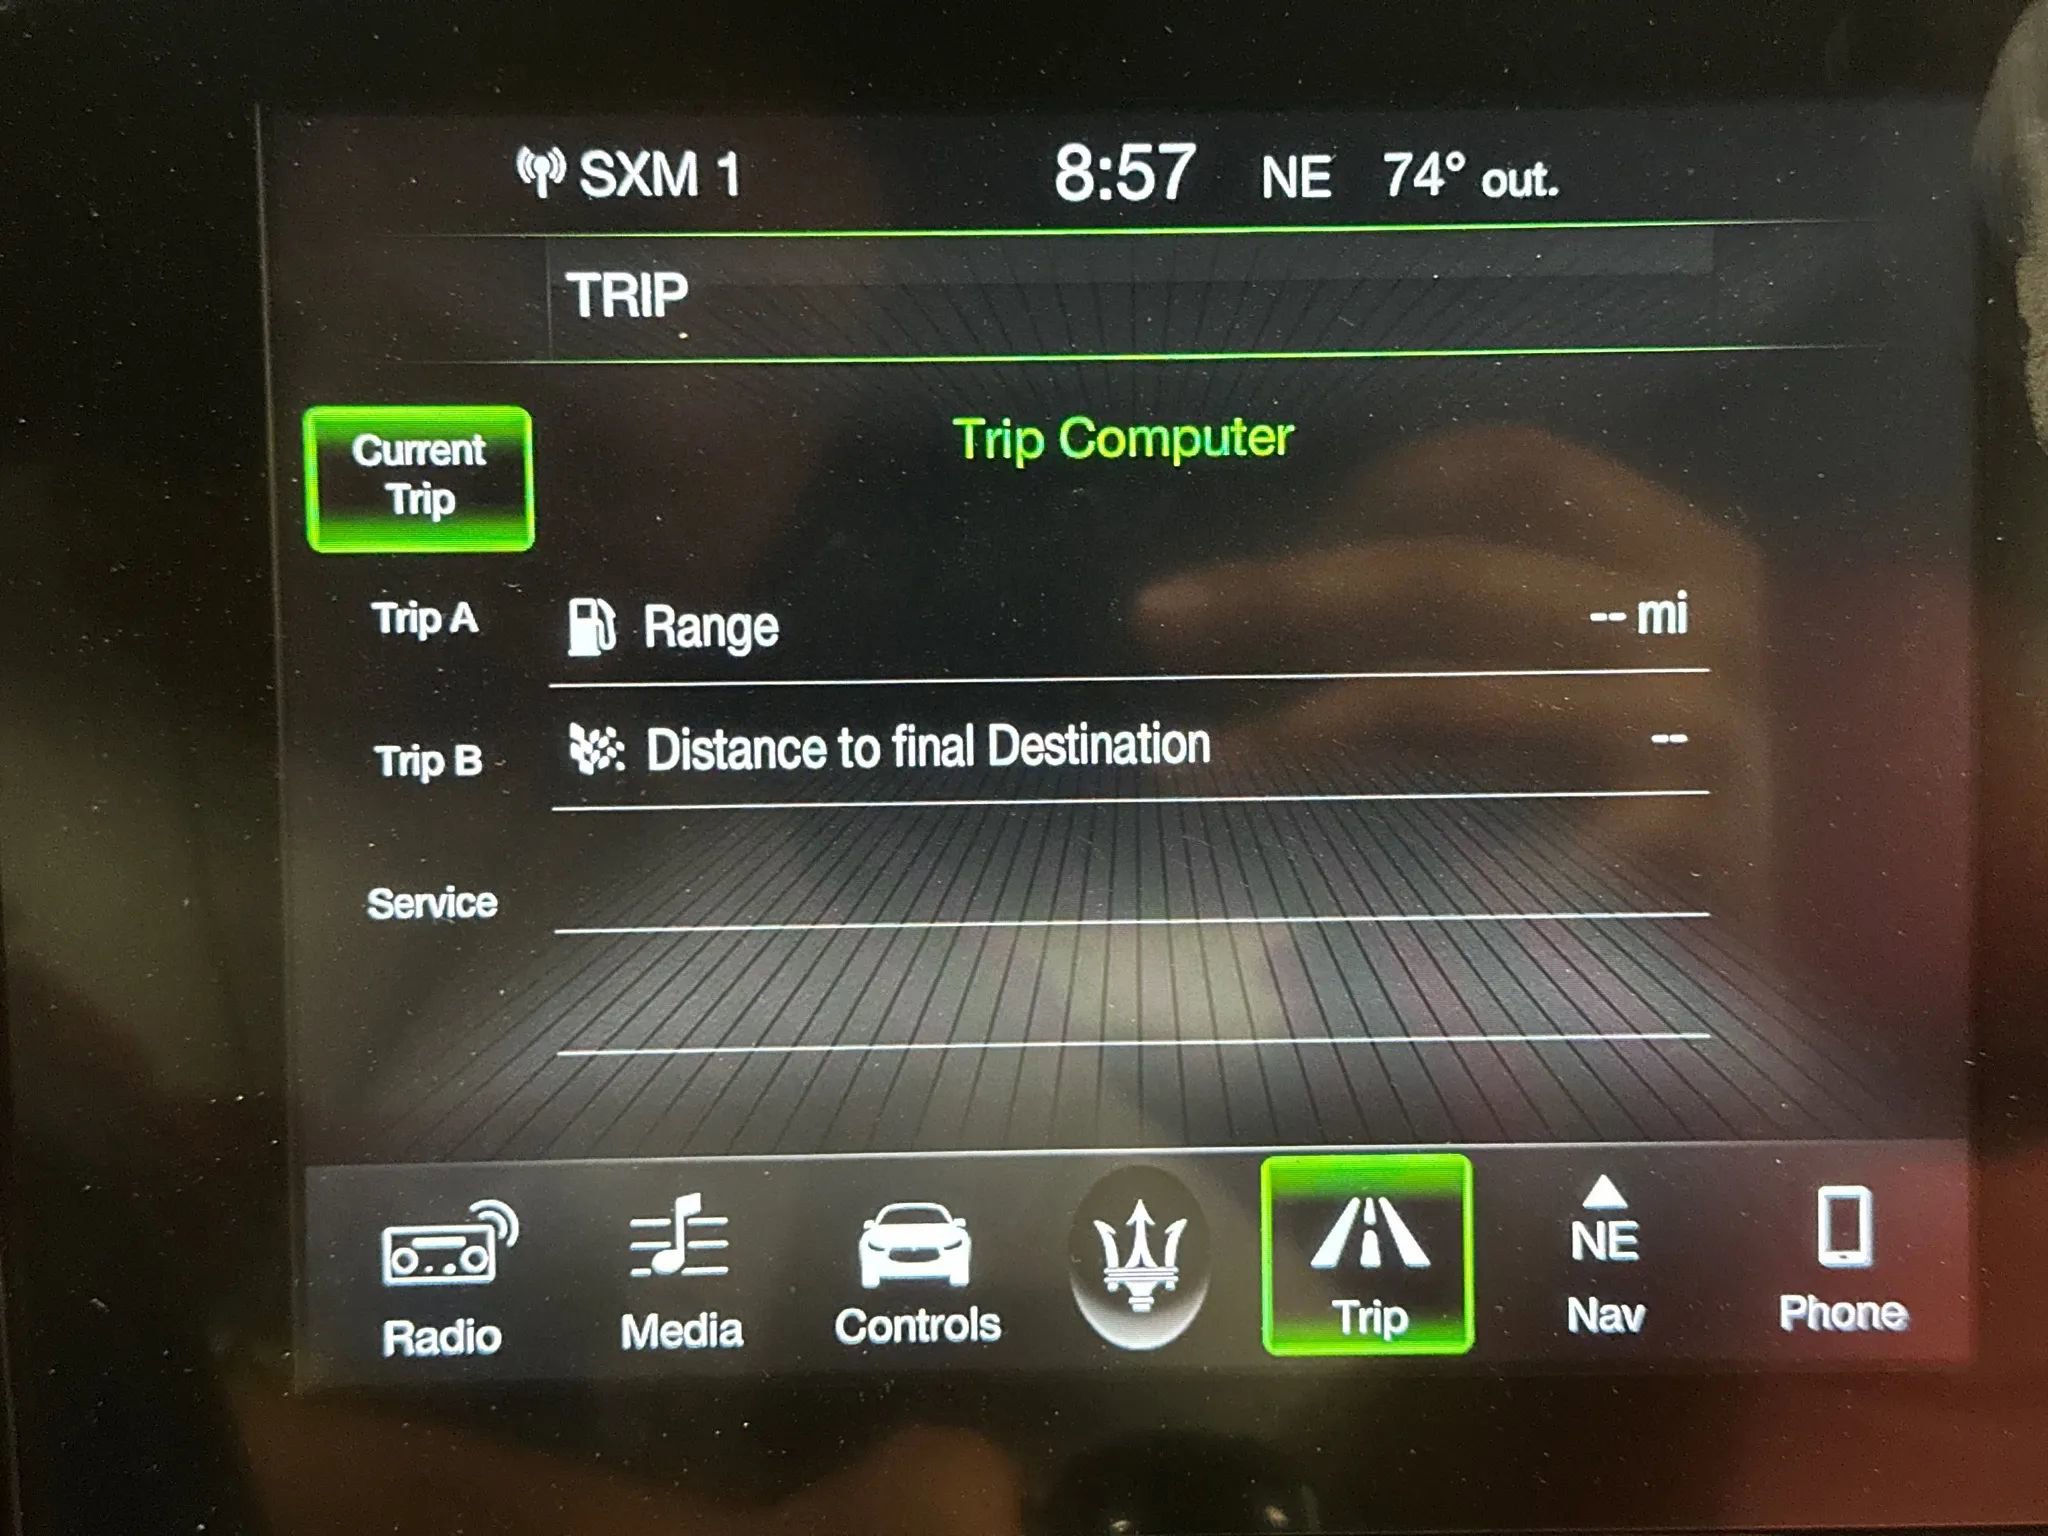 SXM 1 8:57 NE 74° out.
TRIP
Trip Computer
Current
Trip
Trip A
Range -- mi
Trip B
Distance to final Destination --
Service
Radio
Media
Controls
Trip
NE
Nav
Phone